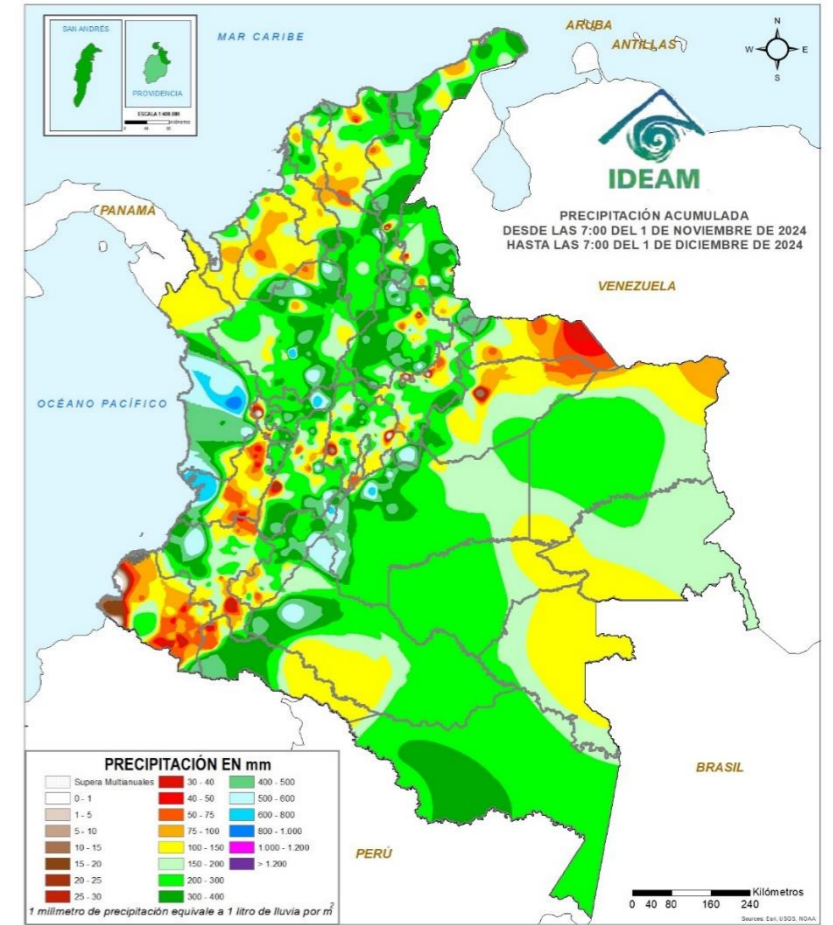 SAN ANDRÉS
PROVIDENCIA
ESCALA 1:400.000
Kilómetros
MAR CARIBE
ARUBA
ANTILLAS
N
W
E
S
IDEAM
PRECIPITACIÓN ACUMULADA
DESDE LAS 7:00 DEL 1 DE NOVIEMBRE DE 2024
HASTA LAS 7:00 DEL 1 DE DICIEMBRE DE 2024
PANAMÁ
VENEZUELA
OCÉANO PACÍFICO
BRASIL
PERÚ
PRECIPITACIÓN EN mm
Supera Multianuales
0 - 1
1 - 5
5 - 10
10 - 15
15 - 20
20 - 25
25 - 30
30 - 40
40 - 50
50 - 75
75 - 100
100 - 150
150 - 200
200 - 300
300 - 400
400 - 500
500 - 600
600 - 800
800 - 1.000
1.000 - 1.200
> 1.200
1 milímetro de precipitación equivale a 1 litro de lluvia por m²
Kilómetros
0 40 80 160 240
Sources: Esri, USGS, NOAA